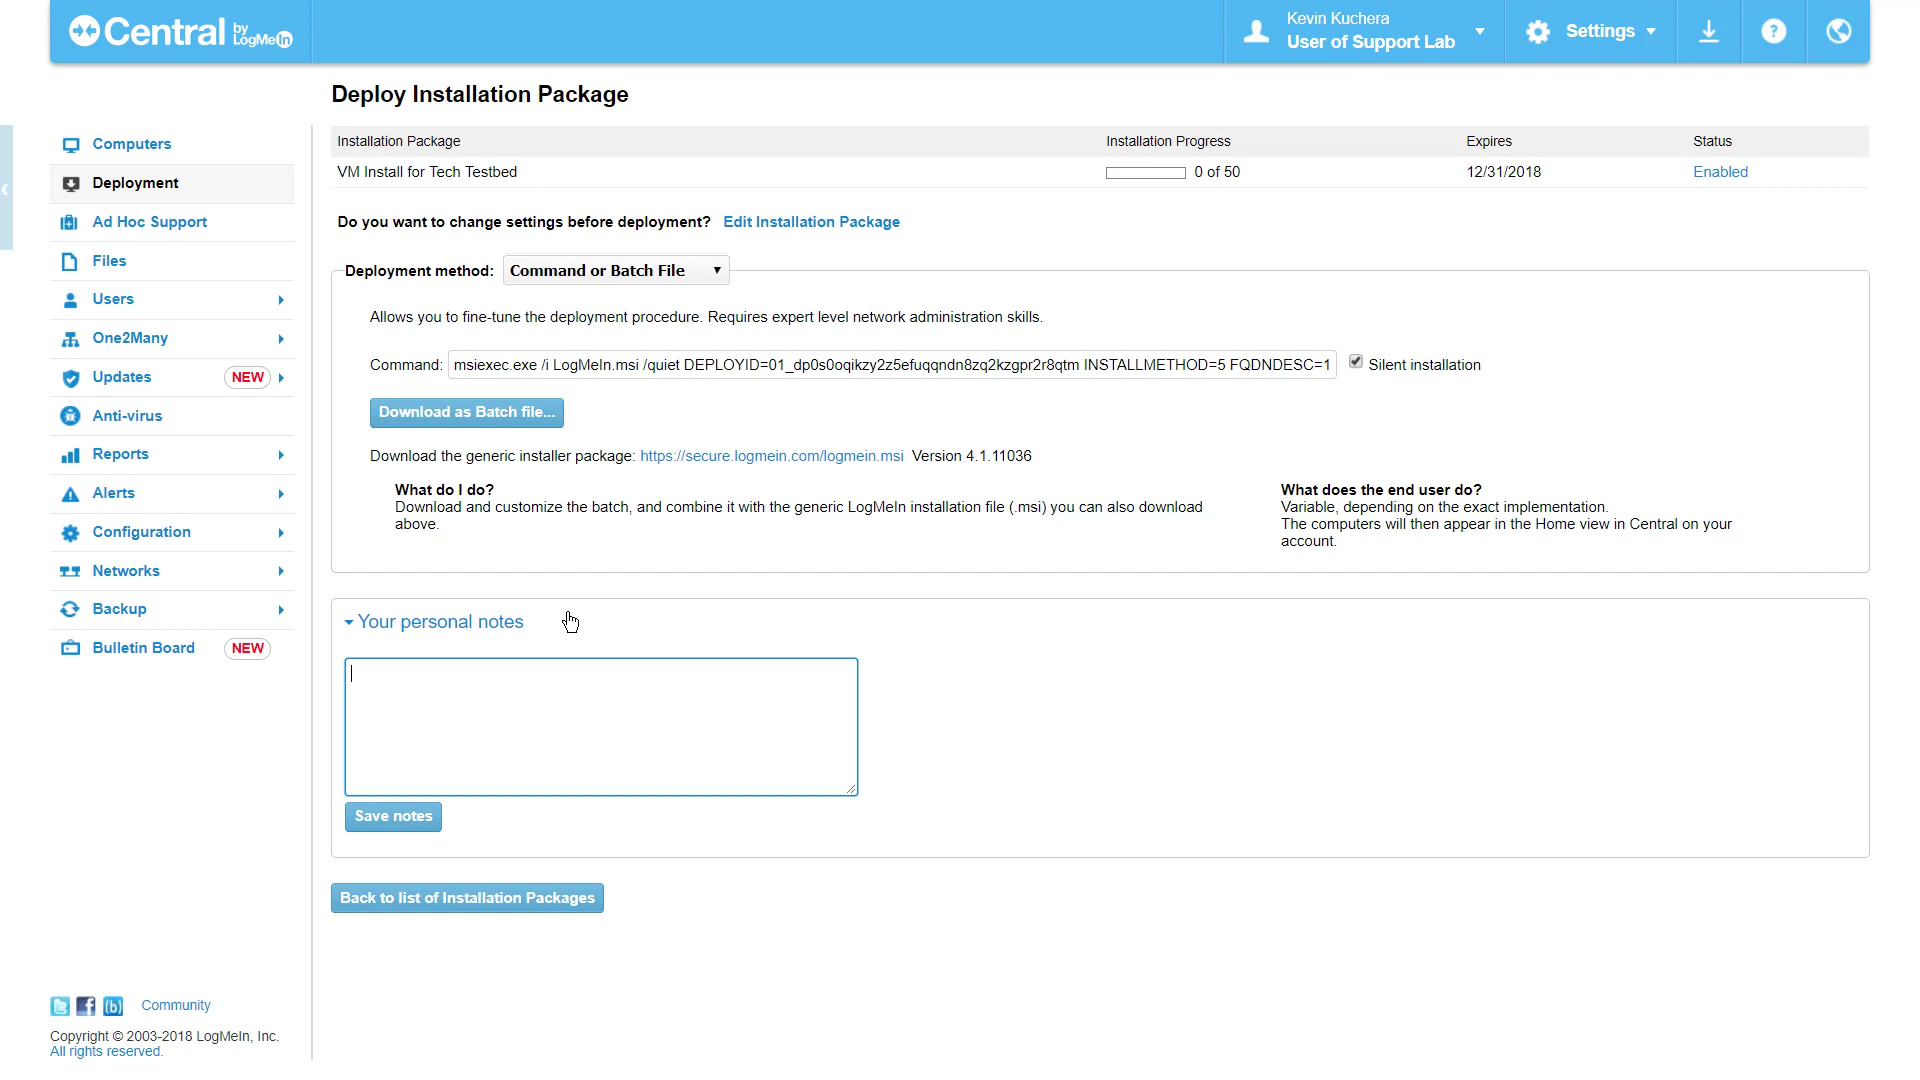 Central by LogMeIn
Kevin Kuchera
User of Support Lab
Settings
?
Deploy Installation Package
Computers
Deployment
Ad Hoc Support
Files
Users
One2Many
Updates NEW
Anti-virus
Reports
Alerts
Configuration
Networks
Backup
Bulletin Board NEW
Installation Package Installation Progress Expires Status
VM Install for Tech Testbed 0 of 50 12/31/2018 Enabled
Do you want to change settings before deployment? Edit Installation Package
Deployment method: Command or Batch File
Allows you to fine-tune the deployment procedure. Requires expert level network administration skills.
Command: msiexec.exe /i LogMeIn.msi /quiet DEPLOYID=01_dp0s0oqikzy2z5efuqqndn8zq2kzgpr2r8qtm INSTALLMETHOD=5 FQDNDESC=1 Silent installation
Download as Batch file...
Download the generic installer package: https://secure.logmein.com/logmein.msi Version 4.1.11036
What do I do?
Download and customize the batch, and combine it with the generic LogMeIn installation file (.msi) you can also download
above.
What does the end user do?
Variable, depending on the exact implementation.
The computers will then appear in the Home view in Central on your
account.
Your personal notes
Save notes
Back to list of Installation Packages
Community
Copyright © 2003-2018 LogMeIn, Inc.
All rights reserved.